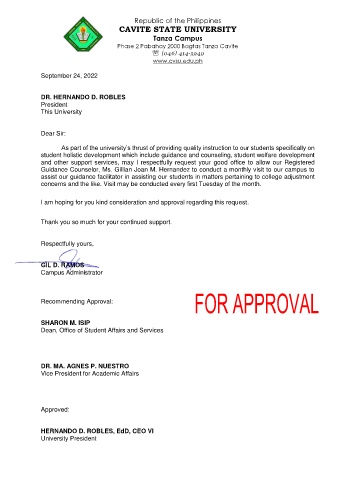 Republic of the Philippines
CAVITE STATE UNIVERSITY
Tanza Campus
Phase 2 Pabahay 2000 Bagtas Tanza Cavite
☏ (046) 414-3949
www.cvsu.edu.ph
September 24, 2022
DR. HERNANDO D. ROBLES
President
This University
Dear Sir:
As part of the university's thrust of providing quality instruction to our students specifically on
student holistic development which include guidance and counseling, student welfare development
and other support services, may I respectfully request your good office to allow our Registered
Guidance Counselor, Ms. Gillian Joan M. Hernandez to conduct a monthly visit to our campus to
assist our guidance facilitator in assisting our students in matters pertaining to college adjustment
concerns and the like. Visit may be conducted every first Tuesday of the month.
I am hoping for you kind consideration and approval regarding this request.
Thank you so much for your continued support.
Respectfully yours,
GIL D. RAMOS
Campus Administrator
Recommending Approval:
FOR APPROVAL
SHARON M. ISIP
Dean, Office of Student Affairs and Services
DR. MA. AGNES P. NUESTRO
Vice President for Academic Affairs
Approved:
HERNANDO D. ROBLES, EdD, CEO VI
University President